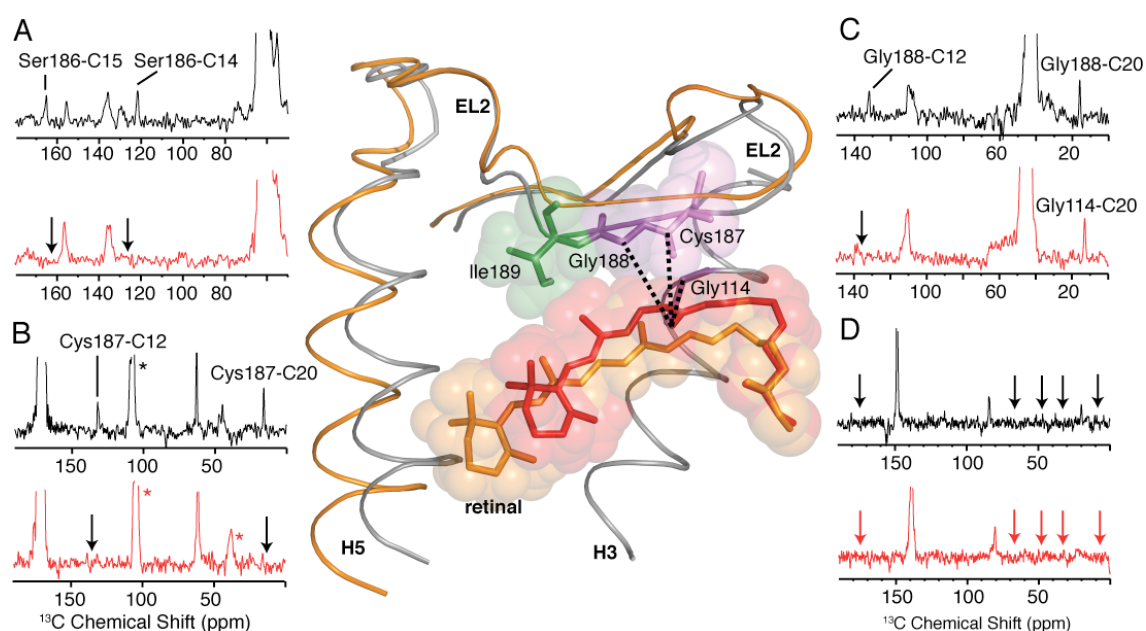 A
Ser186-C15
Ser186-C14
160 140 120 100 80
160 140 120 100 80
B
Cys187-C12
*
Cys187-C20
150 100 50
*
*
150 100 50
¹³C Chemical Shift (ppm)
EL2
EL2
Cys187
Gly188
Ile189
Gly114
retinal
H5
H3
C
Gly188-C12
Gly188-C20
140 120 100 60 20
Gly114-C20
140 120 100 60 20
D
150 100 50
150 100 50
¹³C Chemical Shift (ppm)